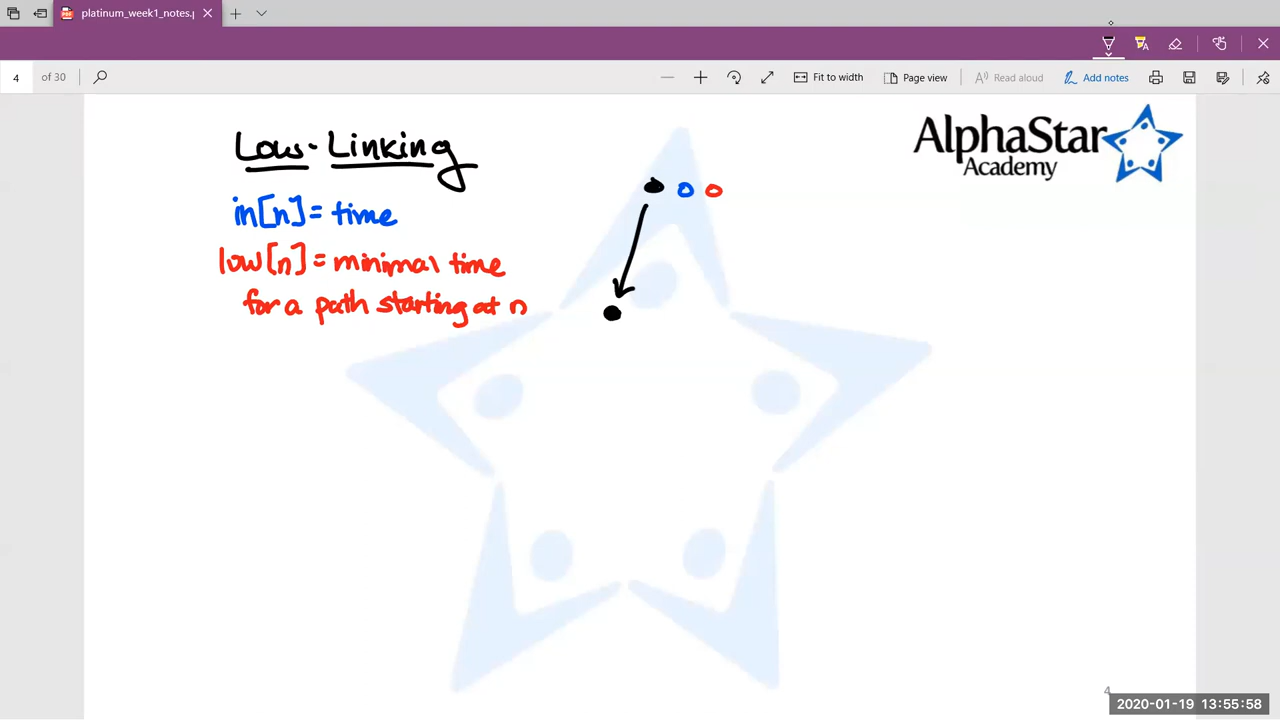 platinum_week1_notes.p
4 of 30
Fit to width
Page view
Read aloud
Add notes
Low-Linking
AlphaStar
Academy
in[n] = time
o o
low[n] = minimal time
for a path starting at n
4
2020-01-19 13:55:58